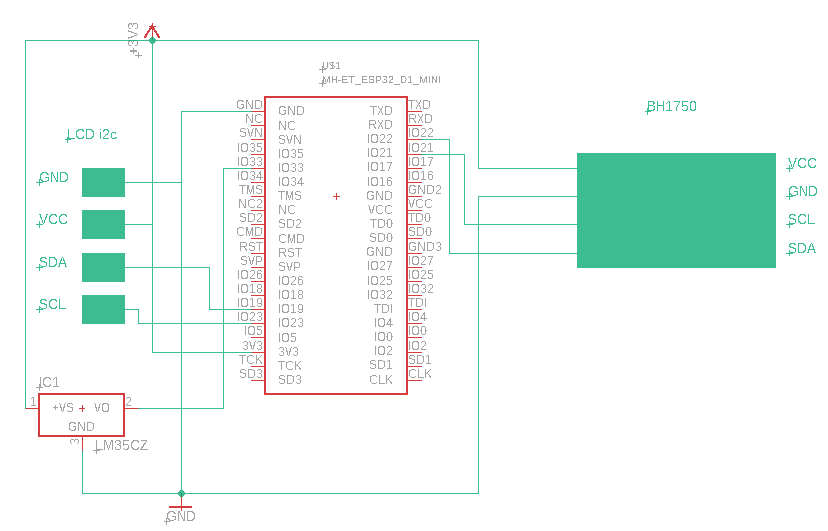 +3V3
US1
MH-ET_ESP32_D1_MINI
BH1750
LCD i2c
GND
VCC
SDA
SCL
GND
NC
SVN
IO35
IO33
IO34
TMS
NC2
SD2
CMD
RST
SVP
IO26
IO18
IO19
IO23
IO5
3V3
TCK
SD3
GND
NC
SVN
IO35
IO33
IO34
TMS
NC
SD2
CMD
RST
SVP
IO26
IO18
IO19
IO23
IO5
3V3
TCK
SD3
TXD
RXD
IO22
IO21
IO17
IO16
GND
VCC
TD0
SD0
GND
IO27
IO25
IO32
TDI
IO4
IO0
IO2
SD1
CLK
TXD
RXD
IO22
IO21
IO17
IO16
GND2
VCC
TD0
SD0
GND3
IO27
IO25
IO32
TDI
IO4
IO0
IO2
SD1
CLK
VCC
GND
SCL
SDA
IC1
1
+VS
VO
2
GND
3
LM35CZ
GND